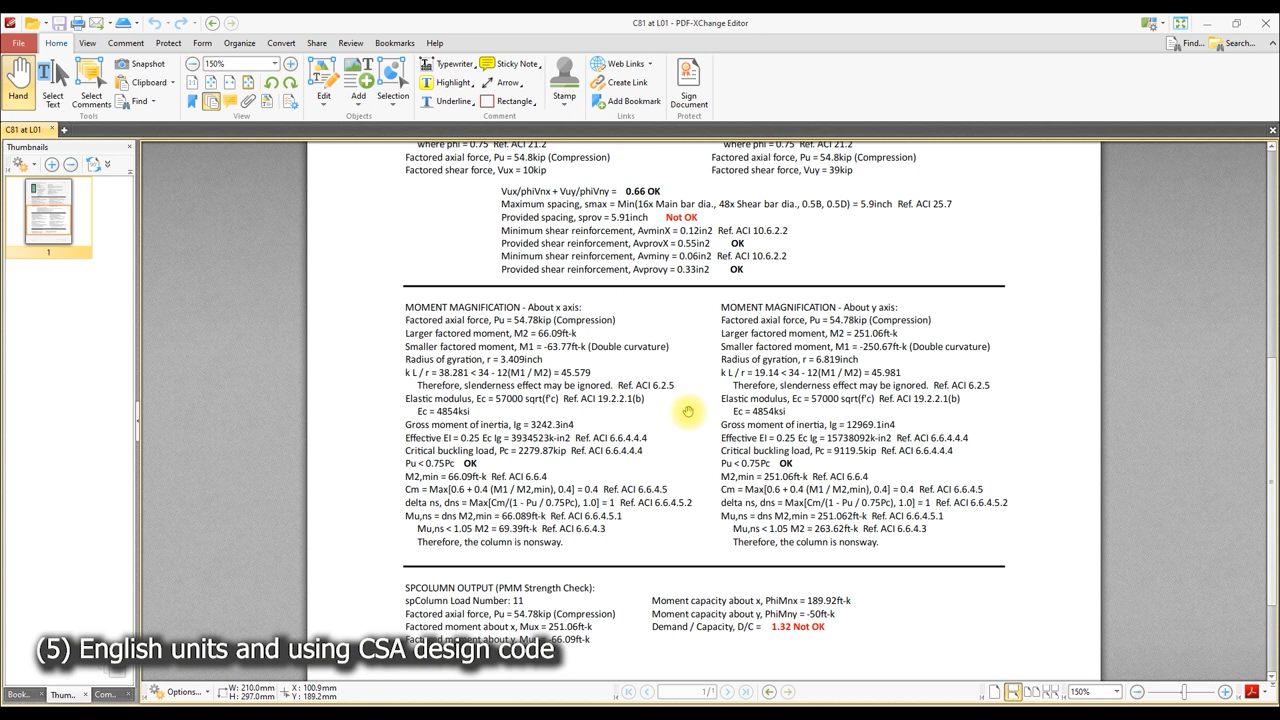 C81 at L01 - PDF-XChange Editor
File Home View Comment Protect Form Organize Convert Share Review Bookmarks Help
Find... Search...
Hand
Select Text
Select Comments
Snapshot
Clipboard
Find
Tools
150%
View
Edit
Add
Selection
Objects
Typewriter
Highlight
Underline
Sticky Note
Arrow
Rectangle
Stamp
Comment
Web Links
Create Link
Add Bookmark
Links
Sign Document
Protect
C81 at L01
Thumbnails
1
where phi = 0.75 Ref. ACI 21.2
Factored axial force, Pu = 54.8kip (Compression)
Factored shear force, Vux = 10kip
where phi = 0.75 Ref. ACI 21.2
Factored axial force, Pu = 54.8kip (Compression)
Factored shear force, Vuy = 39kip
Vux/phiVnx + Vuy/phiVny = 0.66 OK
Maximum spacing, smax = Min(16x Main bar dia., 48x Shear bar dia., 0.5B, 0.5D) = 5.9inch Ref. ACI 25.7
Provided spacing, sprov = 5.91inch Not OK
Minimum shear reinforcement, AvminX = 0.12in2 Ref. ACI 10.6.2.2
Provided shear reinforcement, AvprovX = 0.55in2 OK
Minimum shear reinforcement, Avminy = 0.06in2 Ref. ACI 10.6.2.2
Provided shear reinforcement, Avprovy = 0.33in2 OK
MOMENT MAGNIFICATION - About x axis:
Factored axial force, Pu = 54.78kip (Compression)
Larger factored moment, M2 = 66.09ft-k
Smaller factored moment, M1 = -63.77ft-k (Double curvature)
Radius of gyration, r = 3.409inch
k L / r = 38.281 < 34 - 12(M1 / M2) = 45.579
Therefore, slenderness effect may be ignored. Ref. ACI 6.2.5
Elastic modulus, Ec = 57000 sqrt(f'c) Ref. ACI 19.2.2.1(b)
Ec = 4854ksi
Gross moment of inertia, Ig = 3242.3in4
Effective EI = 0.25 Ec Ig = 3934523k-in2 Ref. ACI 6.6.4.4.4
Critical buckling load, Pc = 2279.87kip Ref. ACI 6.6.4.4.4
Pu < 0.75Pc OK
M2,min = 66.09ft-k Ref. ACI 6.6.4
Cm = Max[0.6 + 0.4 (M1 / M2,min), 0.4] = 0.4 Ref. ACI 6.6.4.5
delta ns, dns = Max[Cm/(1 - Pu / 0.75Pc), 1.0] = 1 Ref. ACI 6.6.4.5.2
Mu,ns = dns M2,min = 66.089ft-k Ref. ACI 6.6.4.5.1
Mu,ns < 1.05 M2 = 69.39ft-k Ref. ACI 6.6.4.3
Therefore, the column is nonsway.
MOMENT MAGNIFICATION - About y axis:
Factored axial force, Pu = 54.78kip (Compression)
Larger factored moment, M2 = 251.06ft-k
Smaller factored moment, M1 = -250.67ft-k (Double curvature)
Radius of gyration, r = 6.819inch
k L / r = 19.14 < 34 - 12(M1 / M2) = 45.981
Therefore, slenderness effect may be ignored. Ref. ACI 6.2.5
Elastic modulus, Ec = 57000 sqrt(f'c) Ref. ACI 19.2.2.1(b)
Ec = 4854ksi
Gross moment of inertia, Ig = 12969.1in4
Effective EI = 0.25 Ec Ig = 15738092k-in2 Ref. ACI 6.6.4.4.4
Critical buckling load, Pc = 9119.5kip Ref. ACI 6.6.4.4.4
Pu < 0.75Pc OK
M2,min = 251.06ft-k Ref. ACI 6.6.4
Cm = Max[0.6 + 0.4 (M1 / M2,min), 0.4] = 0.4 Ref. ACI 6.6.4.5
delta ns, dns = Max[Cm/(1 - Pu / 0.75Pc), 1.0] = 1 Ref. ACI 6.6.4.5.2
Mu,ns = dns M2,min = 251.062ft-k Ref. ACI 6.6.4.5.1
Mu,ns < 1.05 M2 = 263.62ft-k Ref. ACI 6.6.4.3
Therefore, the column is nonsway.
SPCOLUMN OUTPUT (PMM Strength Check):
spColumn Load Number: 11
Factored axial force, Pu = 54.78kip (Compression)
Factored moment about x, Mux = 251.06ft-k
Factored moment about y, Muy = 66.09ft-k
Moment capacity about x, PhiMnx = 189.92ft-k
Moment capacity about y, PhiMny = -50ft-k
Demand / Capacity, D/C = 1.32 Not OK
(5) English units and using CSA design code
Book... Thum... Com...
Options...
W: 210.0mm
H: 297.0mm
X: 100.9mm
Y: 189.2mm
1/1
150%